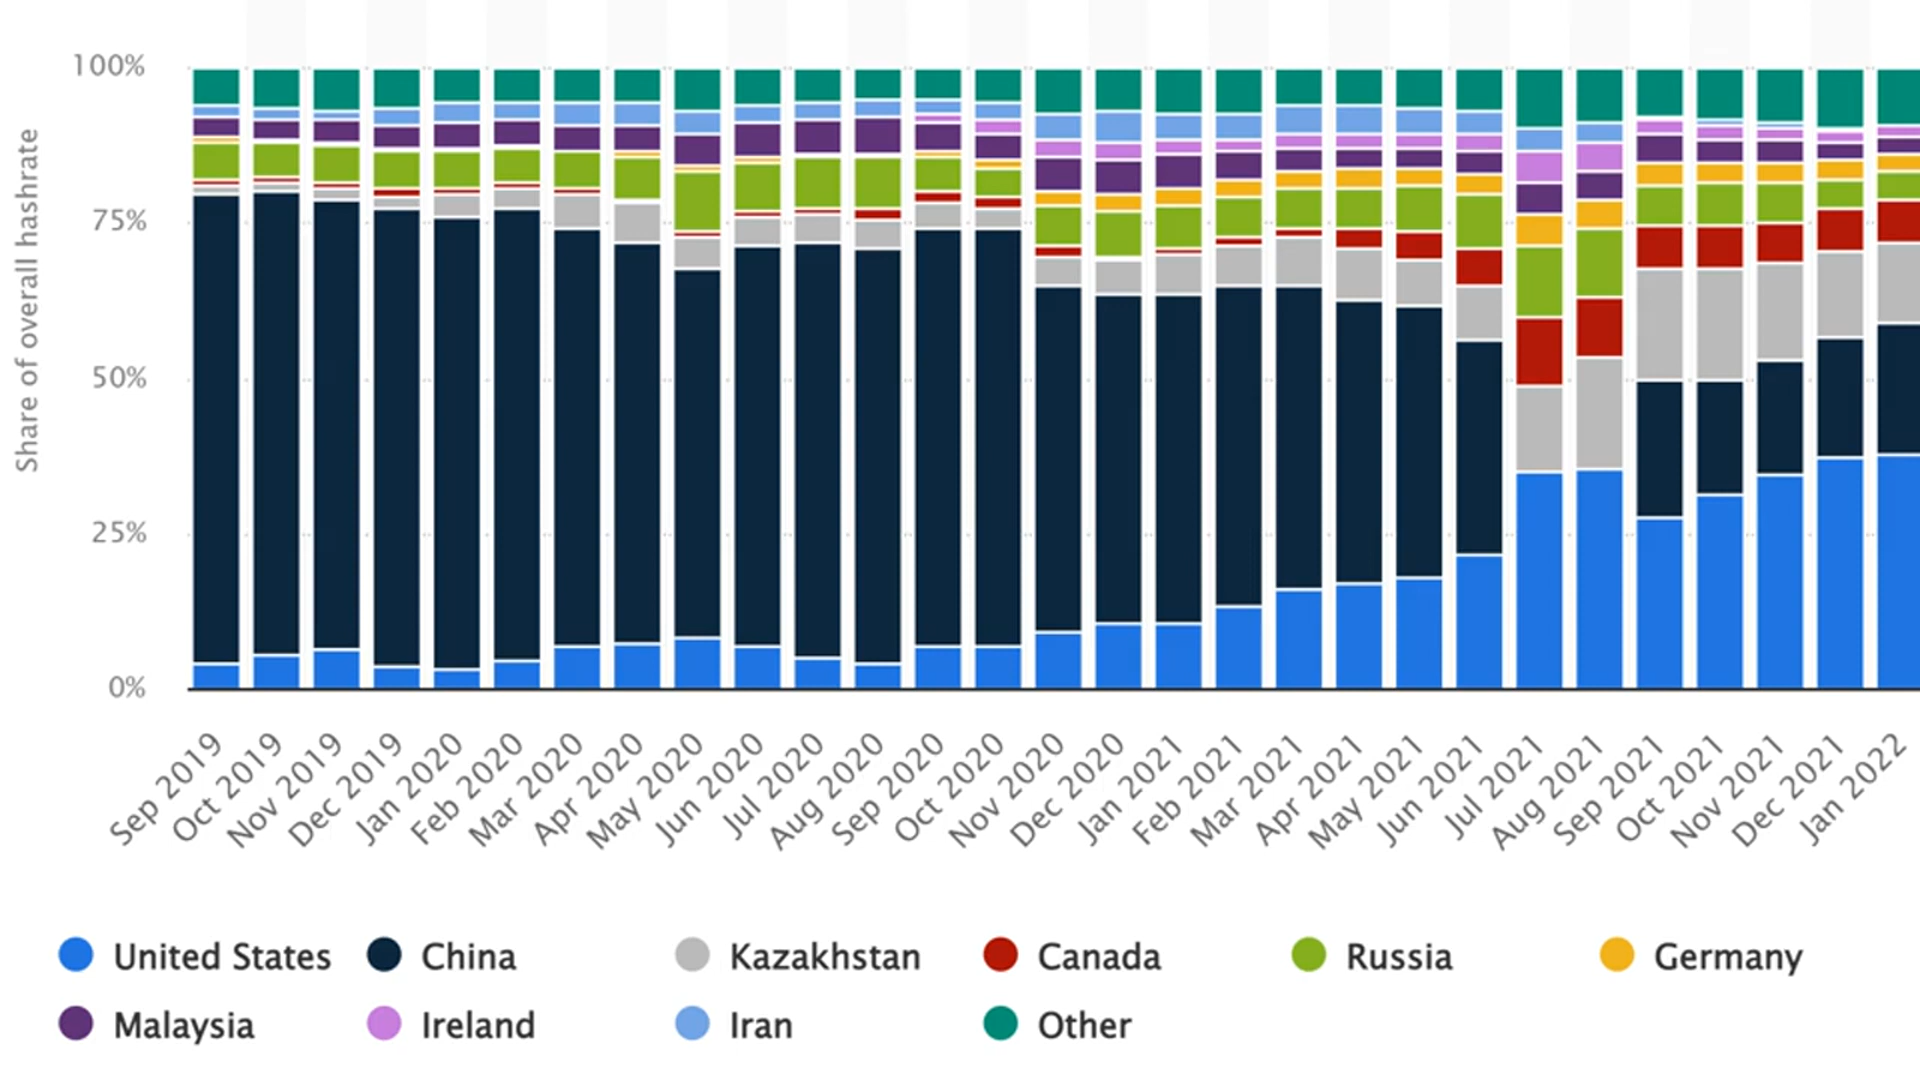 Share of overall hashrate
100%
75%
50%
25%
0%
Sep 2019
Oct 2019
Nov 2019
Dec 2019
Jan 2020
Feb 2020
Mar 2020
Apr 2020
May 2020
Jun 2020
Jul 2020
Aug 2020
Sep 2020
Oct 2020
Nov 2020
Dec 2020
Jan 2021
Feb 2021
Mar 2021
Apr 2021
May 2021
Jun 2021
Jul 2021
Aug 2021
Sep 2021
Oct 2021
Nov 2021
Dec 2021
Jan 2022
United States China Kazakhstan Canada Russia Germany
Malaysia Ireland Iran Other